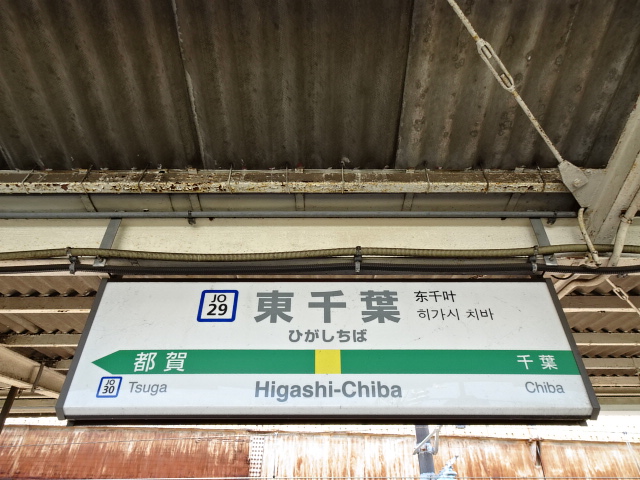 JO
29
東千葉
东千叶
히가시 치바
ひがしちば
都賀
千葉
JO
30
Tsuga
Higashi-Chiba
Chiba